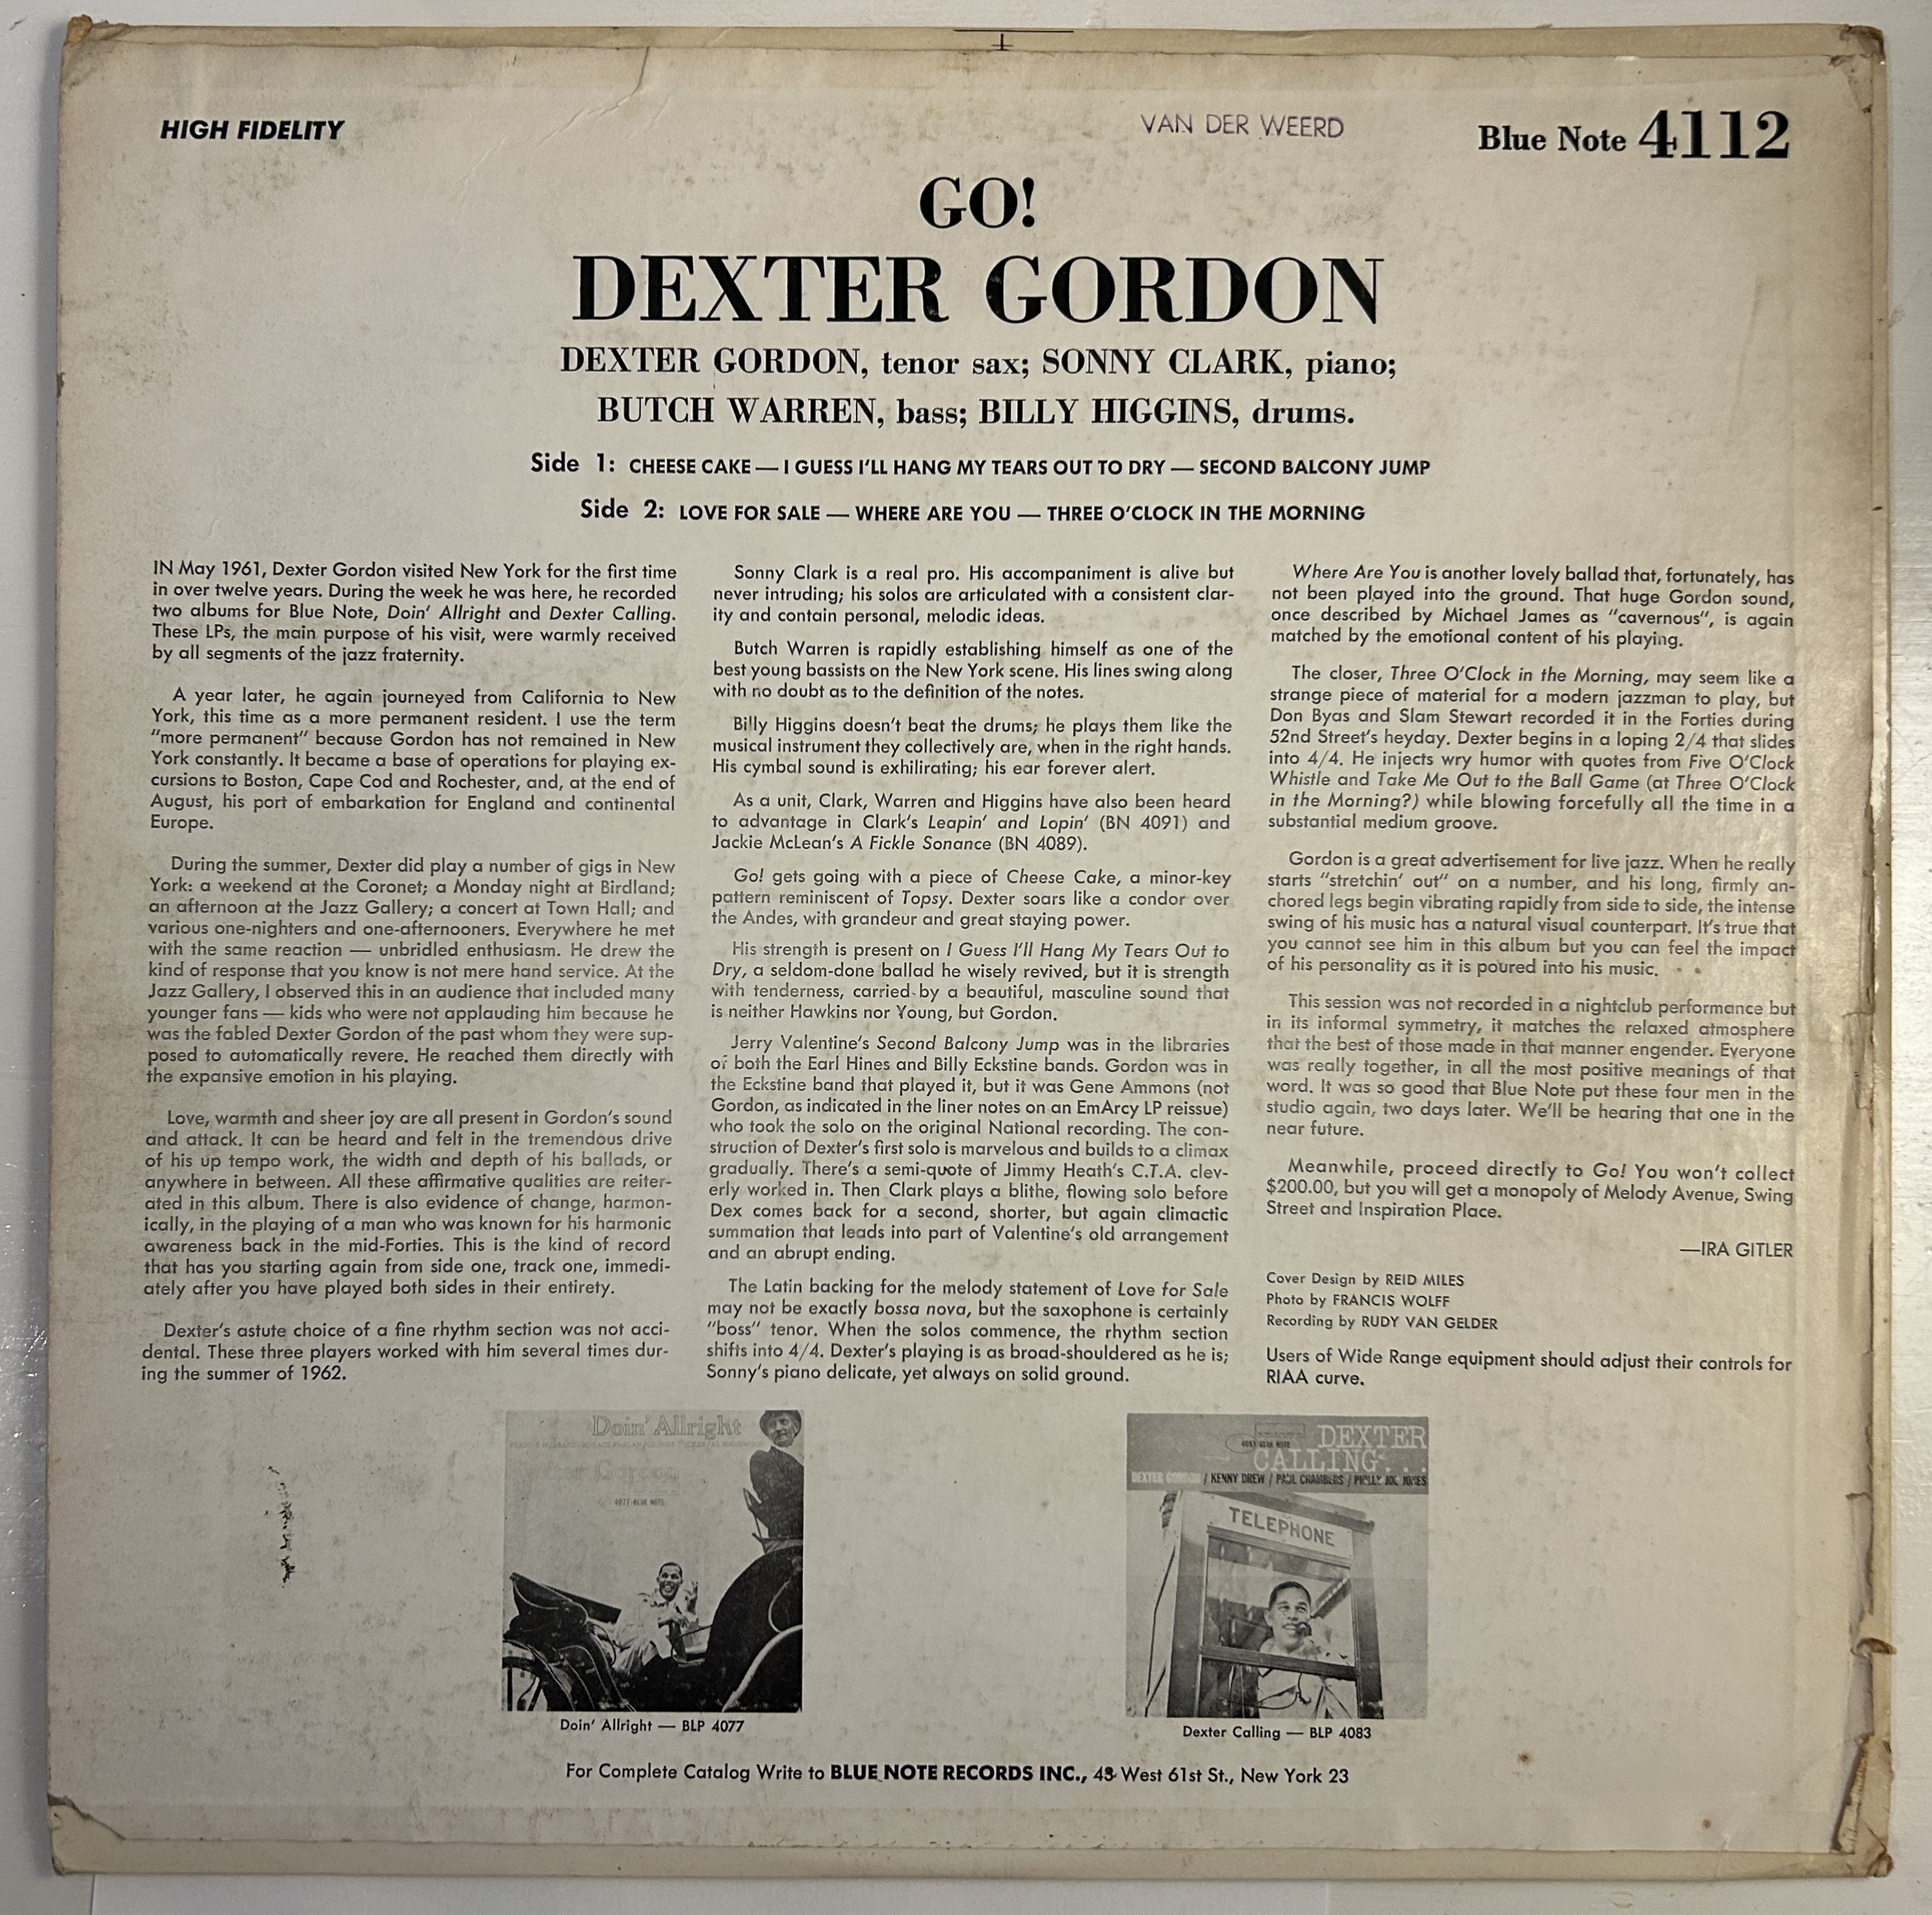 HIGH FIDELITY
VAN DER WEERD
Blue Note 4112
GO!
DEXTER GORDON
DEXTER GORDON, tenor sax; SONNY CLARK, piano;
BUTCH WARREN, bass; BILLY HIGGINS, drums.
Side 1: CHEESE CAKE — I GUESS I'LL HANG MY TEARS OUT TO DRY — SECOND BALCONY JUMP
Side 2: LOVE FOR SALE — WHERE ARE YOU — THREE O'CLOCK IN THE MORNING
IN May 1961, Dexter Gordon visited New York for the first time
in over twelve years. During the week he was here, he recorded
two albums for Blue Note, Doin' Allright and Dexter Calling.
These LPs, the main purpose of his visit, were warmly received
by all segments of the jazz fraternity.
A year later, he again journeyed from California to New
York, this time as a more permanent resident. I use the term
"more permanent" because Gordon has not remained in New
York constantly. It became a base of operations for playing ex-
cursions to Boston, Cape Cod and Rochester, and, at the end of
August, his port of embarkation for England and continental
Europe.
During the summer, Dexter did play a number of gigs in New
York: a weekend at the Coronet; a Monday night at Birdland;
an afternoon at the Jazz Gallery; a concert at Town Hall; and
various one-nighters and one-afternooners. Everywhere he met
with the same reaction — unbridled enthusiasm. He drew the
kind of response that you know is not mere hand service. At the
Jazz Gallery, I observed this in an audience that included many
younger fans — kids who were not applauding him because he
was the fabled Dexter Gordon of the past whom they were sup-
posed to automatically revere. He reached them directly with
the expansive emotion in his playing.
Love, warmth and sheer joy are all present in Gordon's sound
and attack. It can be heard and felt in the tremendous drive
of his up tempo work, the width and depth of his ballads, or
anywhere in between. All these affirmative qualities are reiter-
ated in this album. There is also evidence of change, harmon-
ically, in the playing of a man who was known for his harmonic
awareness back in the mid-Forties. This is the kind of record
that has you starting again from side one, track one, immedi-
ately after you have played both sides in their entirety.
Dexter's astute choice of a fine rhythm section was not acci-
dental. These three players worked with him several times dur-
ing the summer of 1962.
Sonny Clark is a real pro. His accompaniment is alive but
never intruding; his solos are articulated with a consistent clar-
ity and contain personal, melodic ideas.
Butch Warren is rapidly establishing himself as one of the
best young bassists on the New York scene. His lines swing along
with no doubt as to the definition of the notes.
Billy Higgins doesn't beat the drums; he plays them like the
musical instrument they collectively are, when in the right hands.
His cymbal sound is exhilirating; his ear forever alert.
As a unit, Clark, Warren and Higgins have also been heard
to advantage in Clark's Leapin' and Lopin' (BN 4091) and
Jackie McLean's A Fickle Sonance (BN 4089).
Go! gets going with a piece of Cheese Cake, a minor-key
pattern reminiscent of Topsy. Dexter soars like a condor over
the Andes, with grandeur and great staying power.
His strength is present on I Guess I'll Hang My Tears Out to
Dry, a seldom-done ballad he wisely revived, but it is strength
with tenderness, carried by a beautiful, masculine sound that
is neither Hawkins nor Young, but Gordon.
Jerry Valentine's Second Balcony Jump was in the libraries
of both the Earl Hines and Billy Eckstine bands. Gordon was in
the Eckstine band that played it, but it was Gene Ammons (not
Gordon, as indicated in the liner notes on an EmArcy LP reissue)
who took the solo on the original National recording. The con-
struction of Dexter's first solo is marvelous and builds to a climax
gradually. There's a semi-quote of Jimmy Heath's C.T.A. clev-
erly worked in. Then Clark plays a blithe, flowing solo before
Dex comes back for a second, shorter, but again climactic
summation that leads into part of Valentine's old arrangement
and an abrupt ending.
The Latin backing for the melody statement of Love for Sale
may not be exactly bossa nova, but the saxophone is certainly
"boss" tenor. When the solos commence, the rhythm section
shifts into 4/4. Dexter's playing is as broad-shouldered as he is;
Sonny's piano delicate, yet always on solid ground.
Where Are You is another lovely ballad that, fortunately, has
not been played into the ground. That huge Gordon sound,
once described by Michael James as "cavernous", is again
matched by the emotional content of his playing.
The closer, Three O'Clock in the Morning, may seem like a
strange piece of material for a modern jazzman to play, but
Don Byas and Slam Stewart recorded it in the Forties during
52nd Street's heyday. Dexter begins in a loping 2/4 that slides
into 4/4. He injects wry humor with quotes from Five O'Clock
Whistle and Take Me Out to the Ball Game (at Three O'Clock
in the Morning?) while blowing forcefully all the time in a
substantial medium groove.
Gordon is a great advertisement for live jazz. When he really
starts "stretchin' out" on a number, and his long, firmly an-
chored legs begin vibrating rapidly from side to side, the intense
swing of his music has a natural visual counterpart. It's true that
you cannot see him in this album but you can feel the impact
of his personality as it is poured into his music.
This session was not recorded in a nightclub performance but
in its informal symmetry, it matches the relaxed atmosphere
that the best of those made in that manner engender. Everyone
was really together, in all the most positive meanings of that
word. It was so good that Blue Note put these four men in the
studio again, two days later. We'll be hearing that one in the
near future.
Meanwhile, proceed directly to Go! You won't collect
$200.00, but you will get a monopoly of Melody Avenue, Swing
Street and Inspiration Place.
—IRA GITLER
Cover Design by REID MILES
Photo by FRANCIS WOLFF
Recording by RUDY VAN GELDER
Users of Wide Range equipment should adjust their controls for
RIAA curve.
Doin' Allright
Dexter Gordon
4077 BLUE NOTE
DEXTER
4083 BLUE NOTE
CALLING...
DEXTER GORDON / KENNY DREW / PAUL CHAMBERS / PHILLY JOE JONES
TELEPHONE
Doin' Allright — BLP 4077
Dexter Calling — BLP 4083
For Complete Catalog Write to BLUE NOTE RECORDS INC., 43 West 61st St., New York 23